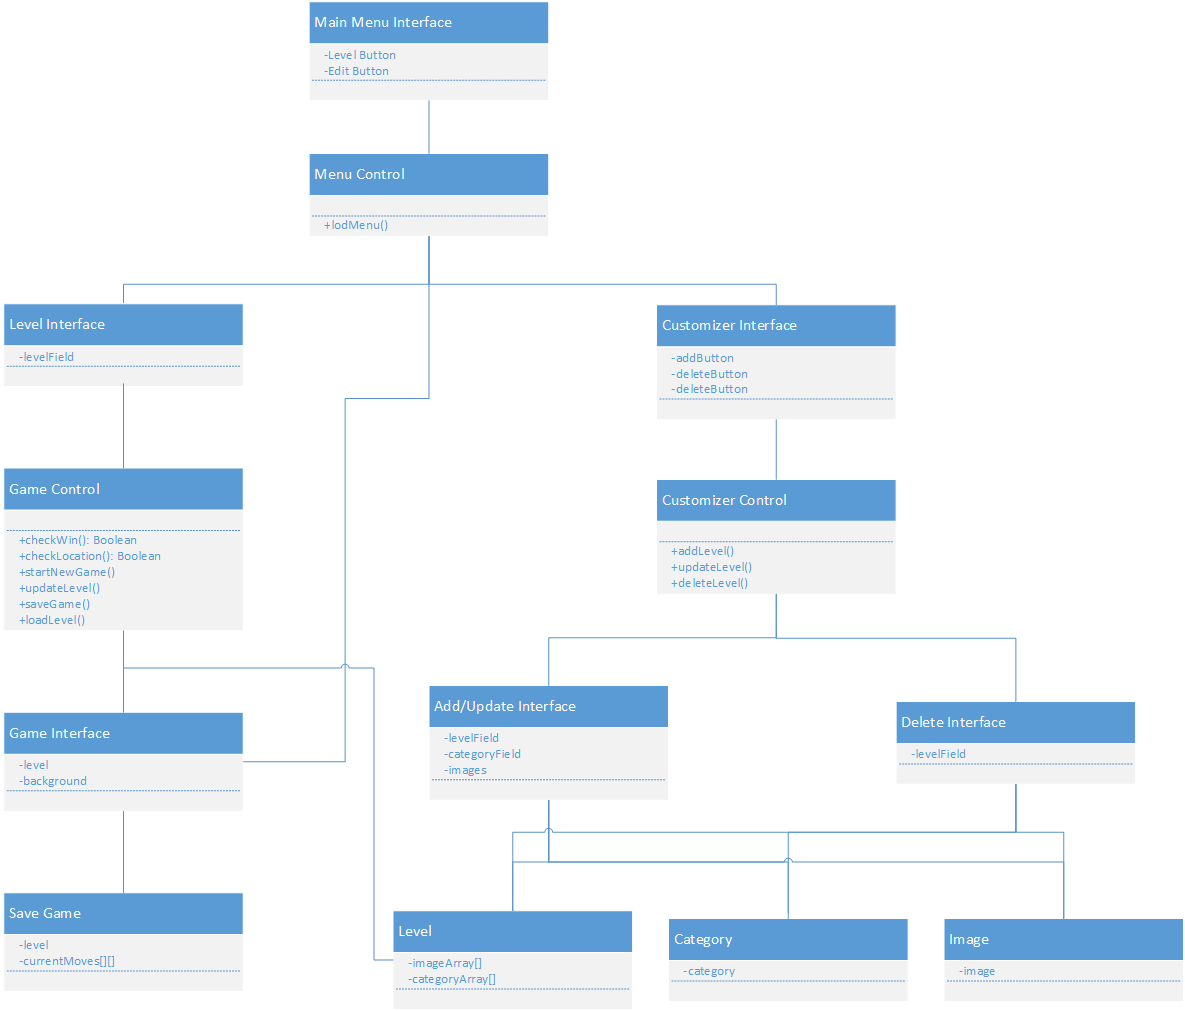 Main Menu Interface
-Level Button
-Edit Button
Menu Control
+lodMenu()
Level Interface
-levelField
Customizer Interface
-addButton
-deleteButton
-deleteButton
Game Control
+checkWin(): Boolean
+checkLocation(): Boolean
+startNewGame()
+updateLevel()
+saveGame()
+loadLevel()
Customizer Control
+addLevel()
+updateLevel()
+deleteLevel()
Game Interface
-level
-background
Add/Update Interface
-levelField
-categoryField
-images
Delete Interface
-levelField
Save Game
-level
-currentMoves[][]
Level
-imageArray[]
-categoryArray[]
Category
-category
Image
-image